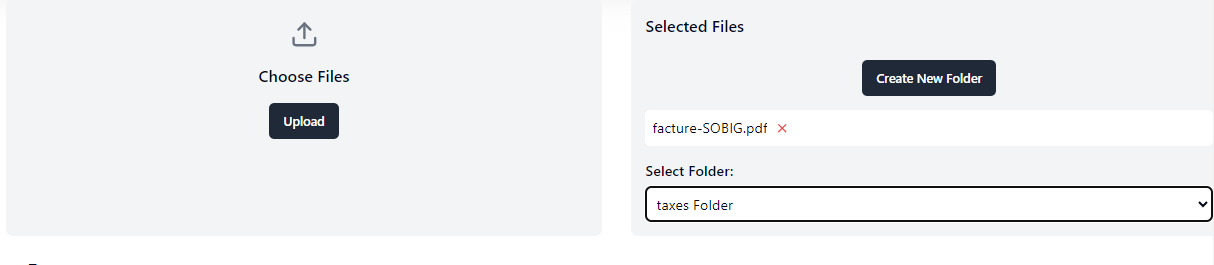 Choose Files
Upload
Selected Files
Create New Folder
facture-SOBIG.pdf
Select Folder:
taxes Folder